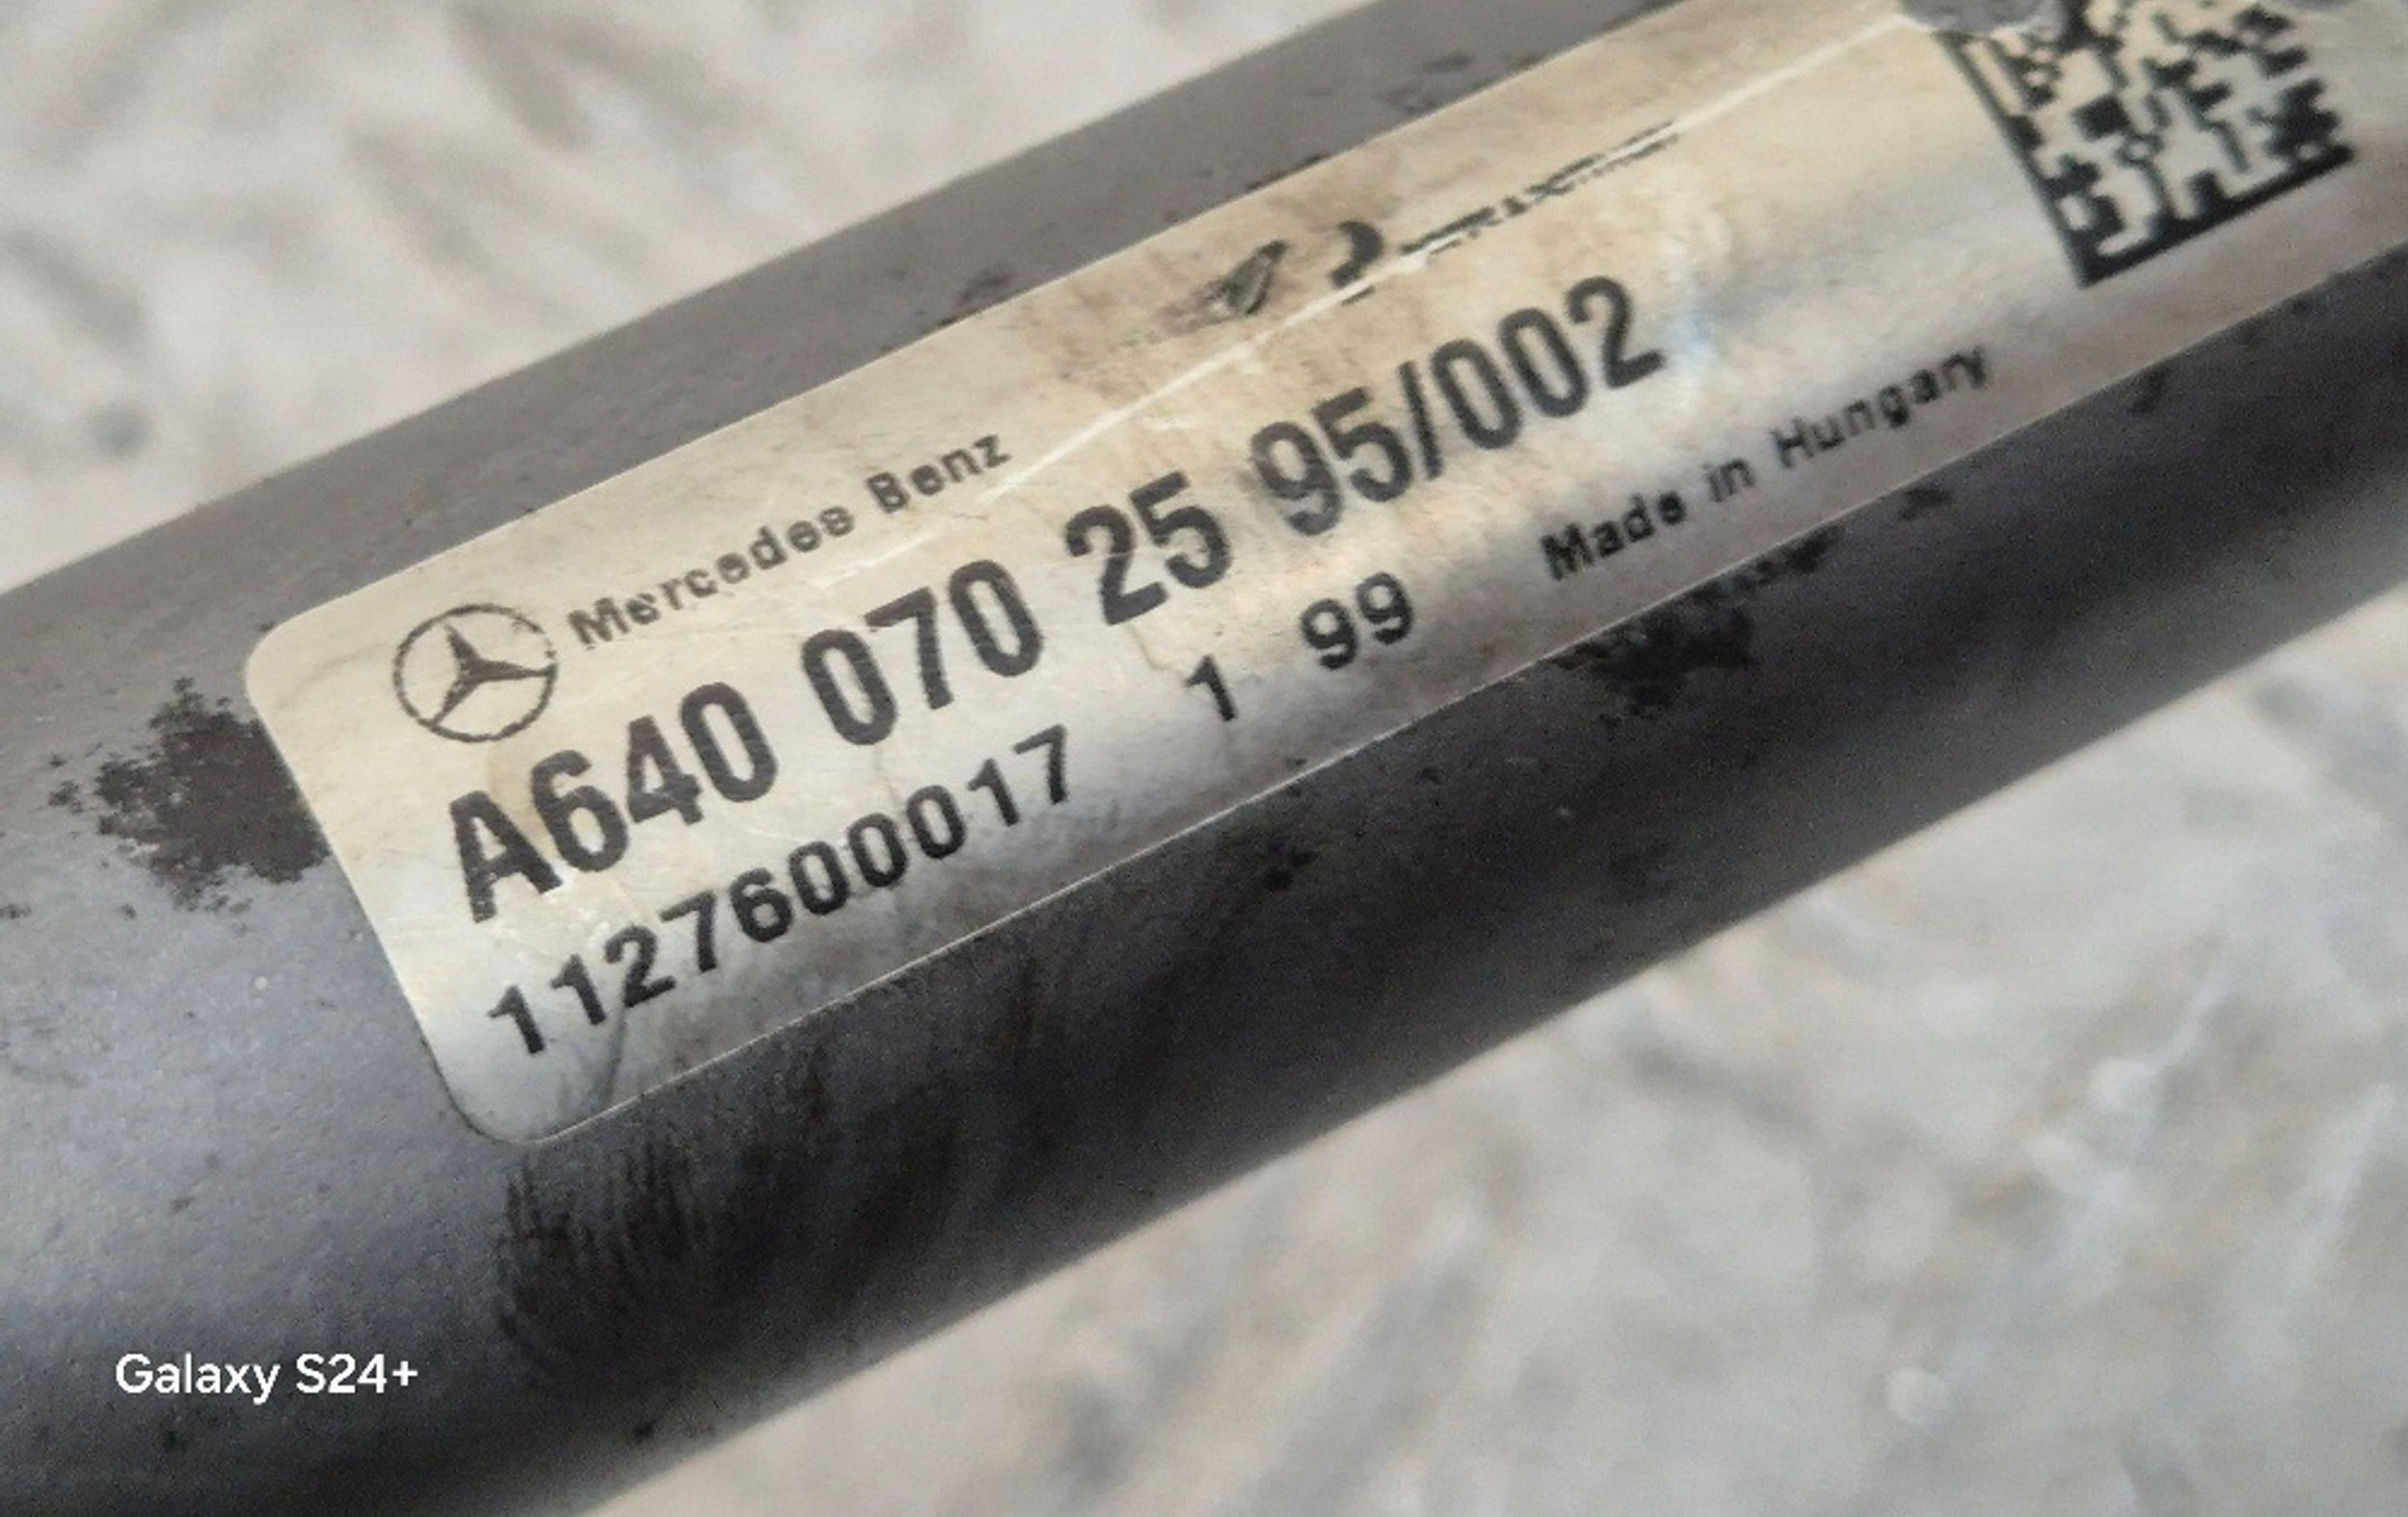 Mercedes Benz
A640 070 25 95/002
1127600017 1 99 Made in Hungary
Galaxy S24+